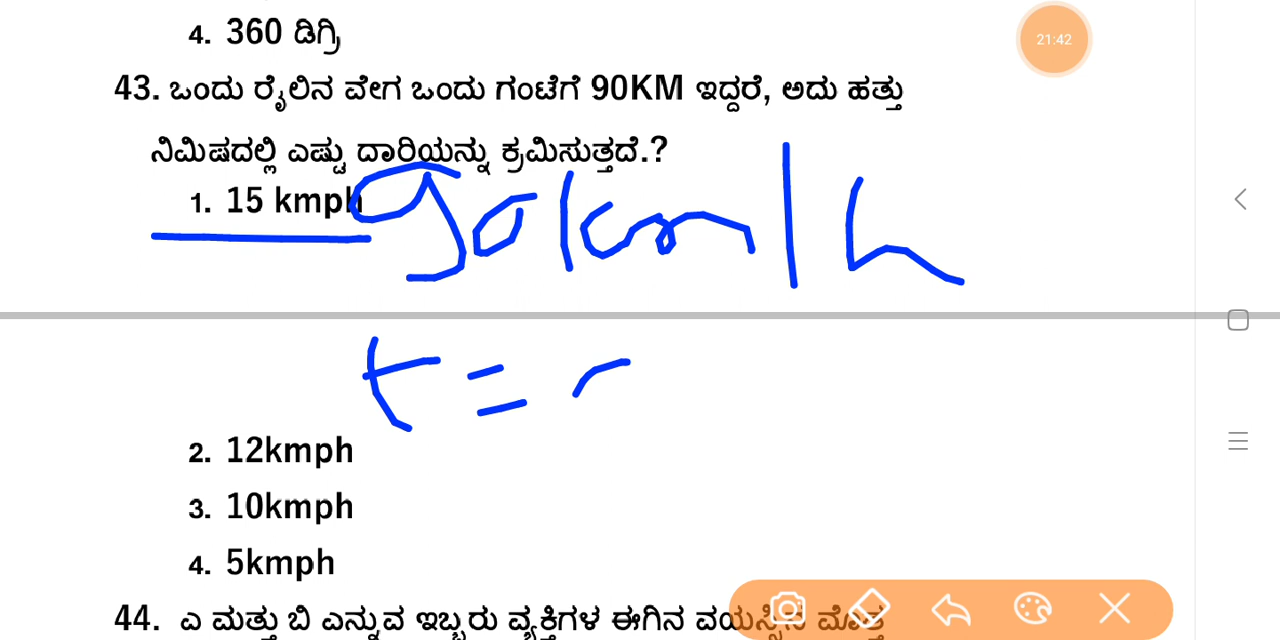 4. 360 ಡಿಗ್ರಿ
21:42
43. ಒಂದು ರೈಲಿನ ವೇಗ ಒಂದು ಗಂಟೆಗೆ 90KM ಇದ್ದರೆ, ಅದು ಹತ್ತು
ನಿಮಿಷದಲ್ಲಿ ಎಷ್ಟು ದಾರಿಯನ್ನು ಕ್ರಮಿಸುತ್ತದೆ.?
1. 15 kmph
90km/h
t =
2. 12kmph
3. 10kmph
4. 5kmph
44. ಎ ಮತ್ತು ಬಿ ಎನ್ನುವ ಇಬ್ಬರು ವ್ಯಕ್ತಿಗಳ ಈಗಿನ ವಯಸ್ಸಿನ ಮೊತ್ತ